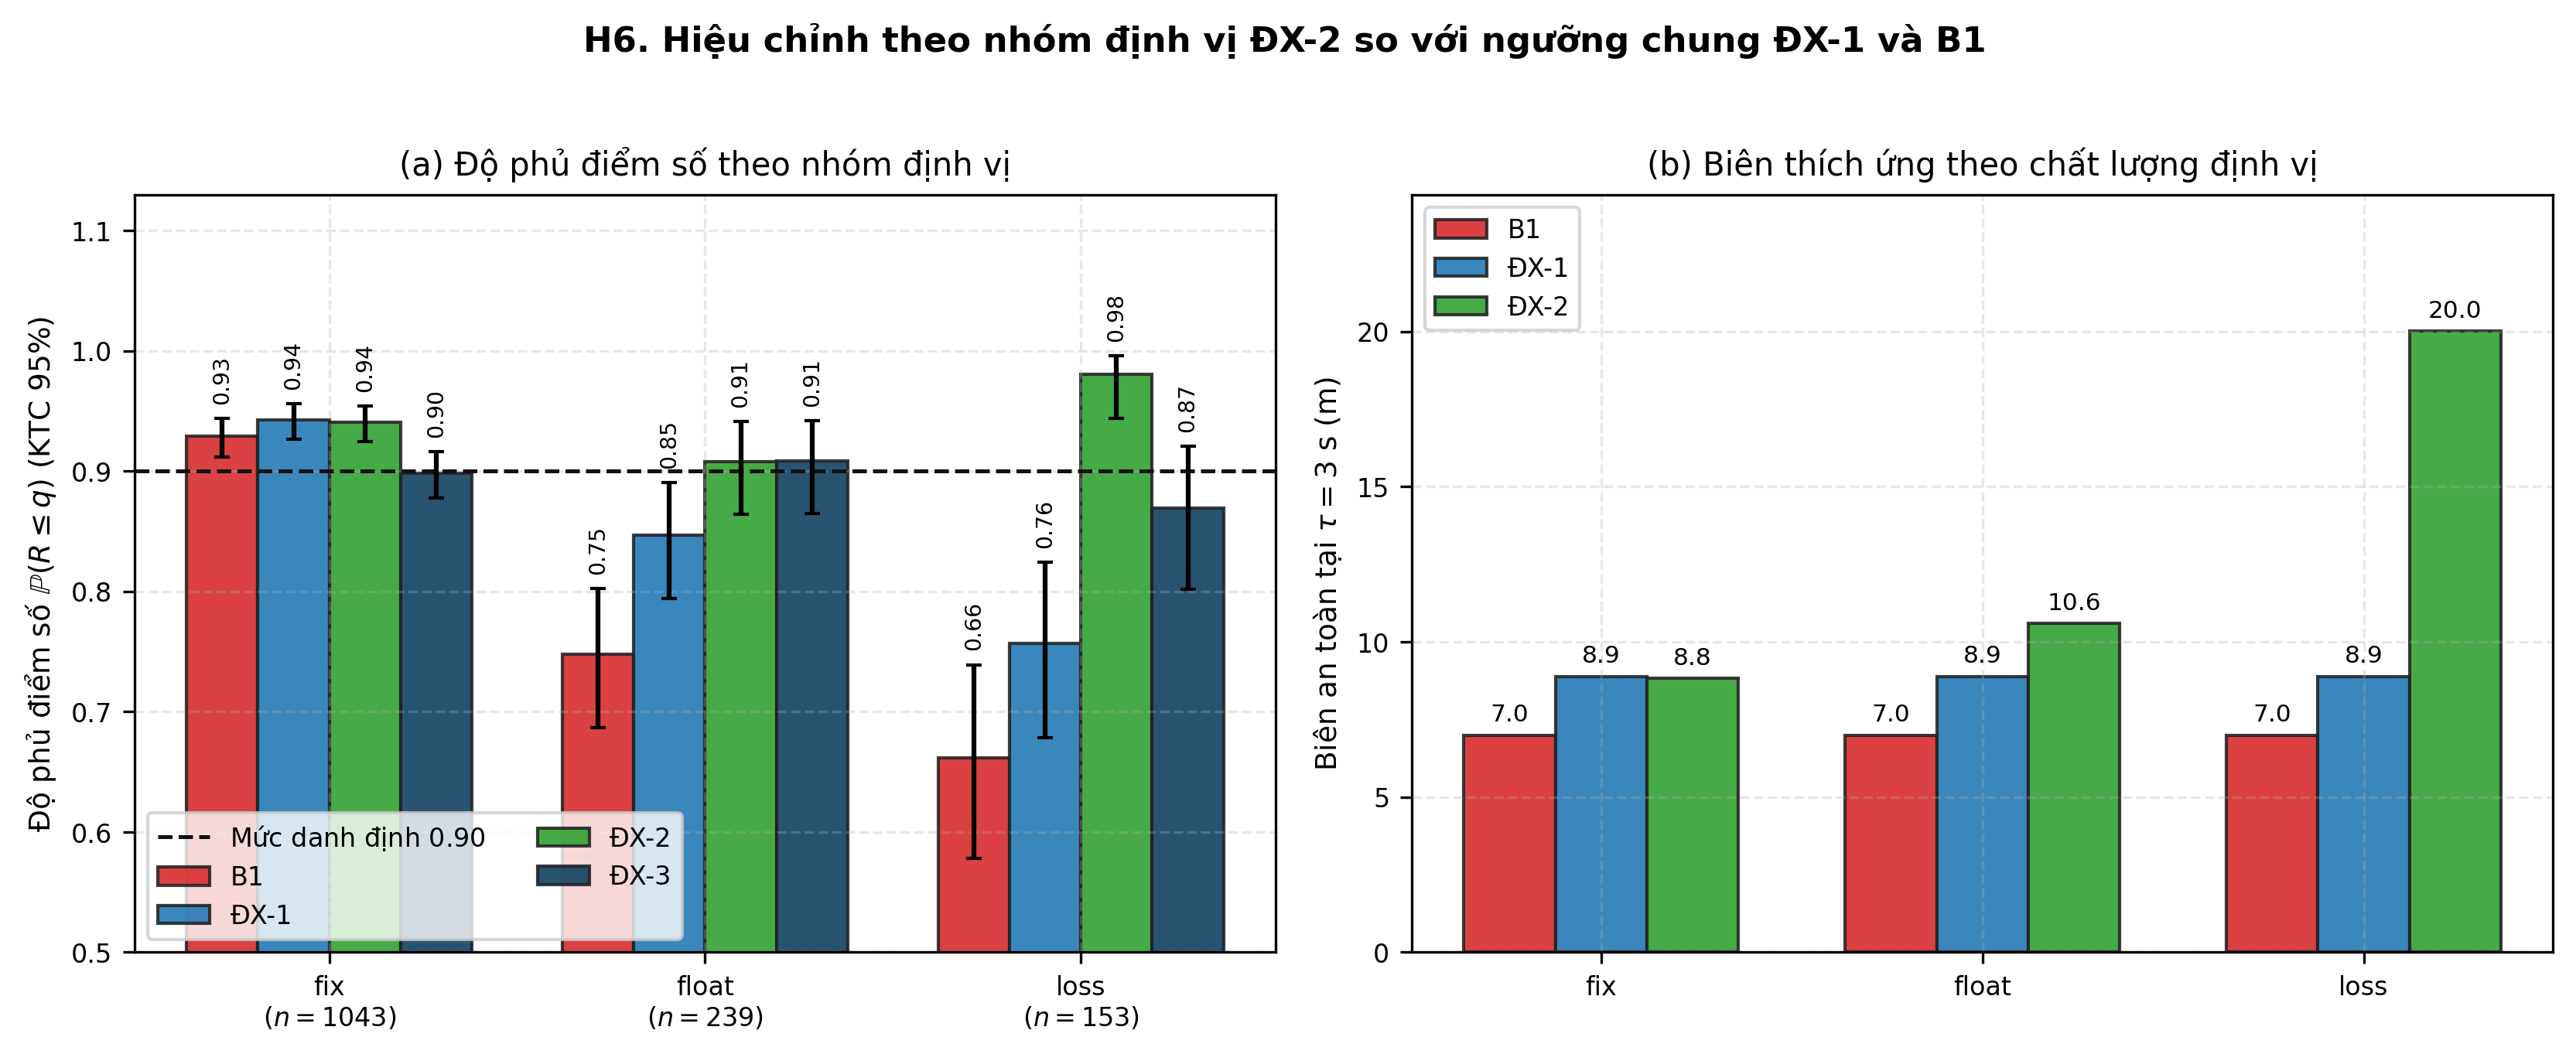 H6. Hiệu chỉnh theo nhóm định vị ĐX-2 so với ngưỡng chung ĐX-1 và B1
(a) Độ phủ điểm số theo nhóm định vị
Độ phủ điểm số ℙ(R ≤ q) (KTC 95%)
1.1
1.0
0.9
0.8
0.7
0.6
0.5
0.93
0.94
0.94
0.90
0.75
0.85
0.91
0.91
0.66
0.76
0.98
0.87
Mức danh định 0.90
B1
ĐX-1
ĐX-2
ĐX-3
fix
(n = 1043)
float
(n = 239)
loss
(n = 153)
(b) Biên thích ứng theo chất lượng định vị
Biên an toàn tại τ = 3 s (m)
B1
ĐX-1
ĐX-2
20
15
10
5
0
7.0
8.9
8.8
7.0
8.9
10.6
7.0
8.9
20.0
fix
float
loss